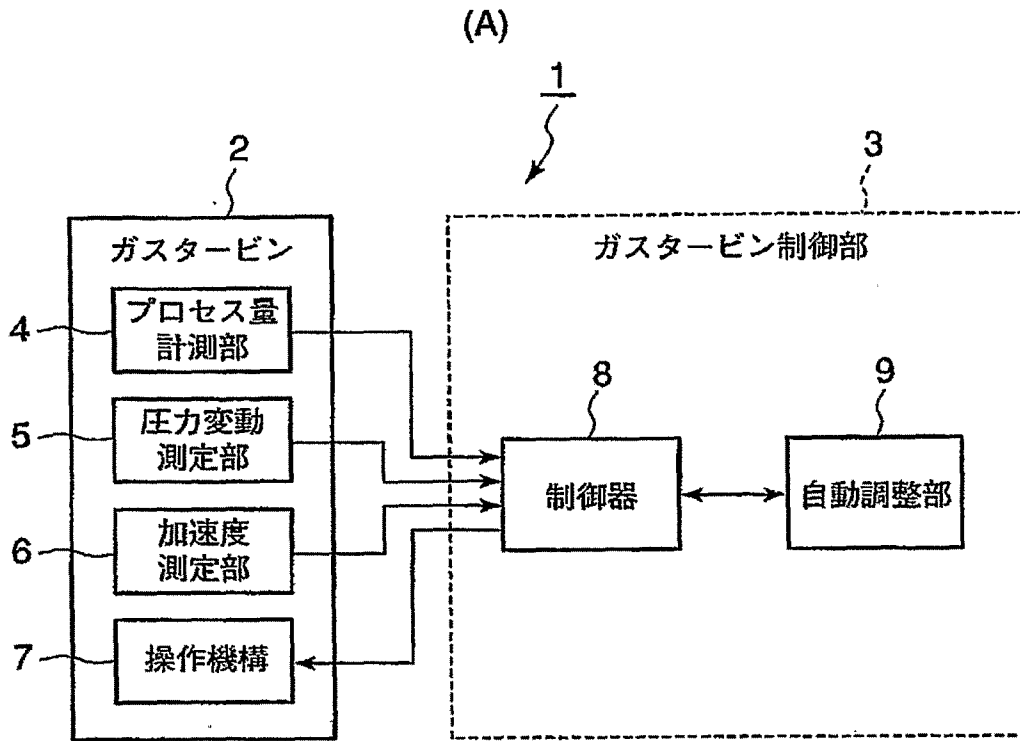 (A)
1
2
3
ガスタービン
ガスタービン制御部
プロセス量
計測部
4
圧力変動
測定部
5
加速度
測定部
6
操作機構
7
8
制御器
9
自動調整部